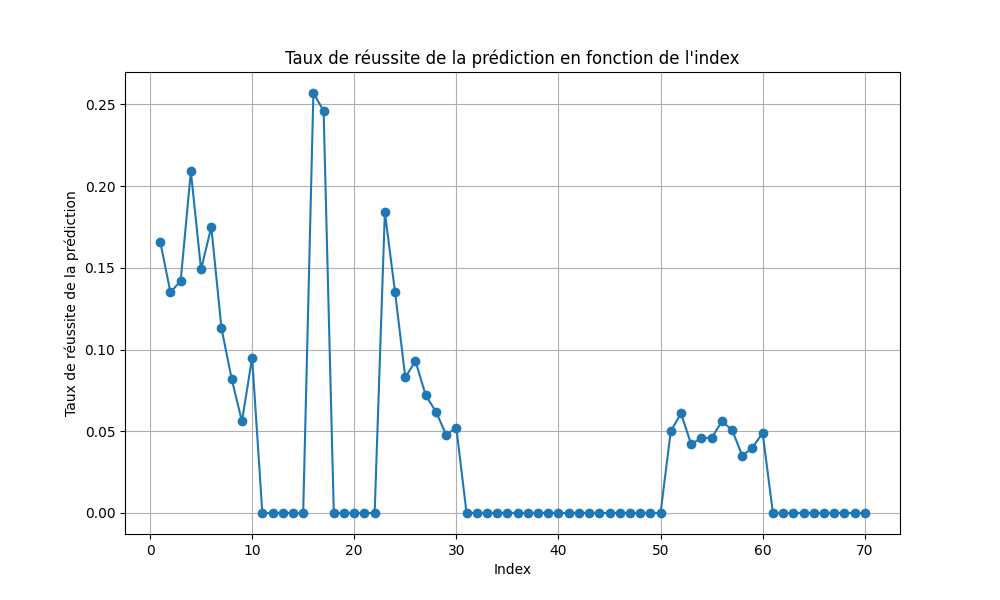 Taux de réussite de la prédiction en fonction de l'index
Taux de réussite de la prédiction
0.25
0.20
0.15
0.10
0.05
0.00
0 10 20 30 40 50 60 70
Index